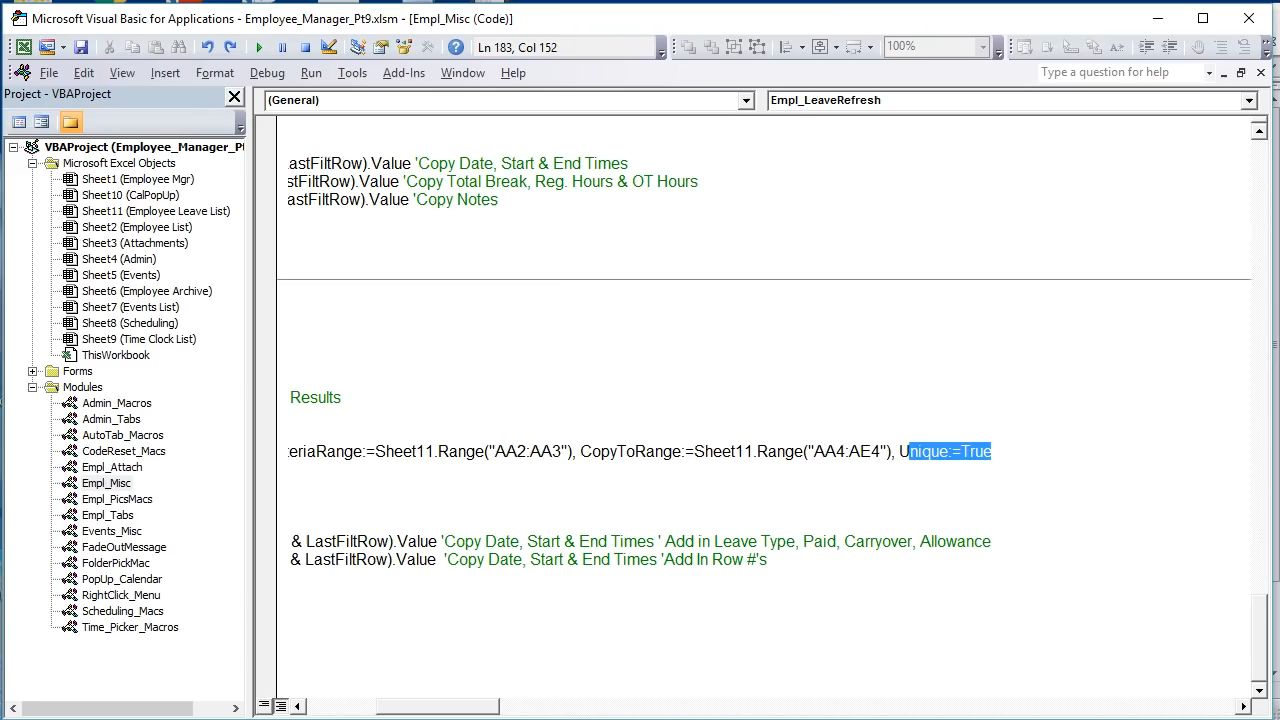 Microsoft Visual Basic for Applications - Employee_Manager_Pt9.xlsm - [Empl_Misc (Code)]
Ln 183, Col 152
100%
File Edit View Insert Format Debug Run Tools Add-Ins Window Help
Type a question for help
Project - VBAProject
(General)
Empl_LeaveRefresh
VBAProject (Employee_Manager_Pt
Microsoft Excel Objects
Sheet1 (Employee Mgr)
Sheet10 (CalPopUp)
Sheet11 (Employee Leave List)
Sheet2 (Employee List)
Sheet3 (Attachments)
Sheet4 (Admin)
Sheet5 (Events)
Sheet6 (Employee Archive)
Sheet7 (Events List)
Sheet8 (Scheduling)
Sheet9 (Time Clock List)
ThisWorkbook
Forms
Modules
Admin_Macros
Admin_Tabs
AutoTab_Macros
CodeReset_Macs
Empl_Attach
Empl_Misc
Empl_PicsMacs
Empl_Tabs
Events_Misc
FadeOutMessage
FolderPicMac
PopUp_Calendar
RightClick_Menu
Scheduling_Macs
Time_Picker_Macros
astFiltRow).Value 'Copy Date, Start & End Times
stFiltRow).Value 'Copy Total Break, Reg. Hours & OT Hours
astFiltRow).Value 'Copy Notes
Results
teriaRange:=Sheet11.Range("AA2:AA3"), CopyToRange:=Sheet11.Range("AA4:AE4"), Unique:=True
& LastFiltRow).Value 'Copy Date, Start & End Times ' Add in Leave Type, Paid, Carryover, Allowance
& LastFiltRow).Value 'Copy Date, Start & End Times 'Add In Row #'s